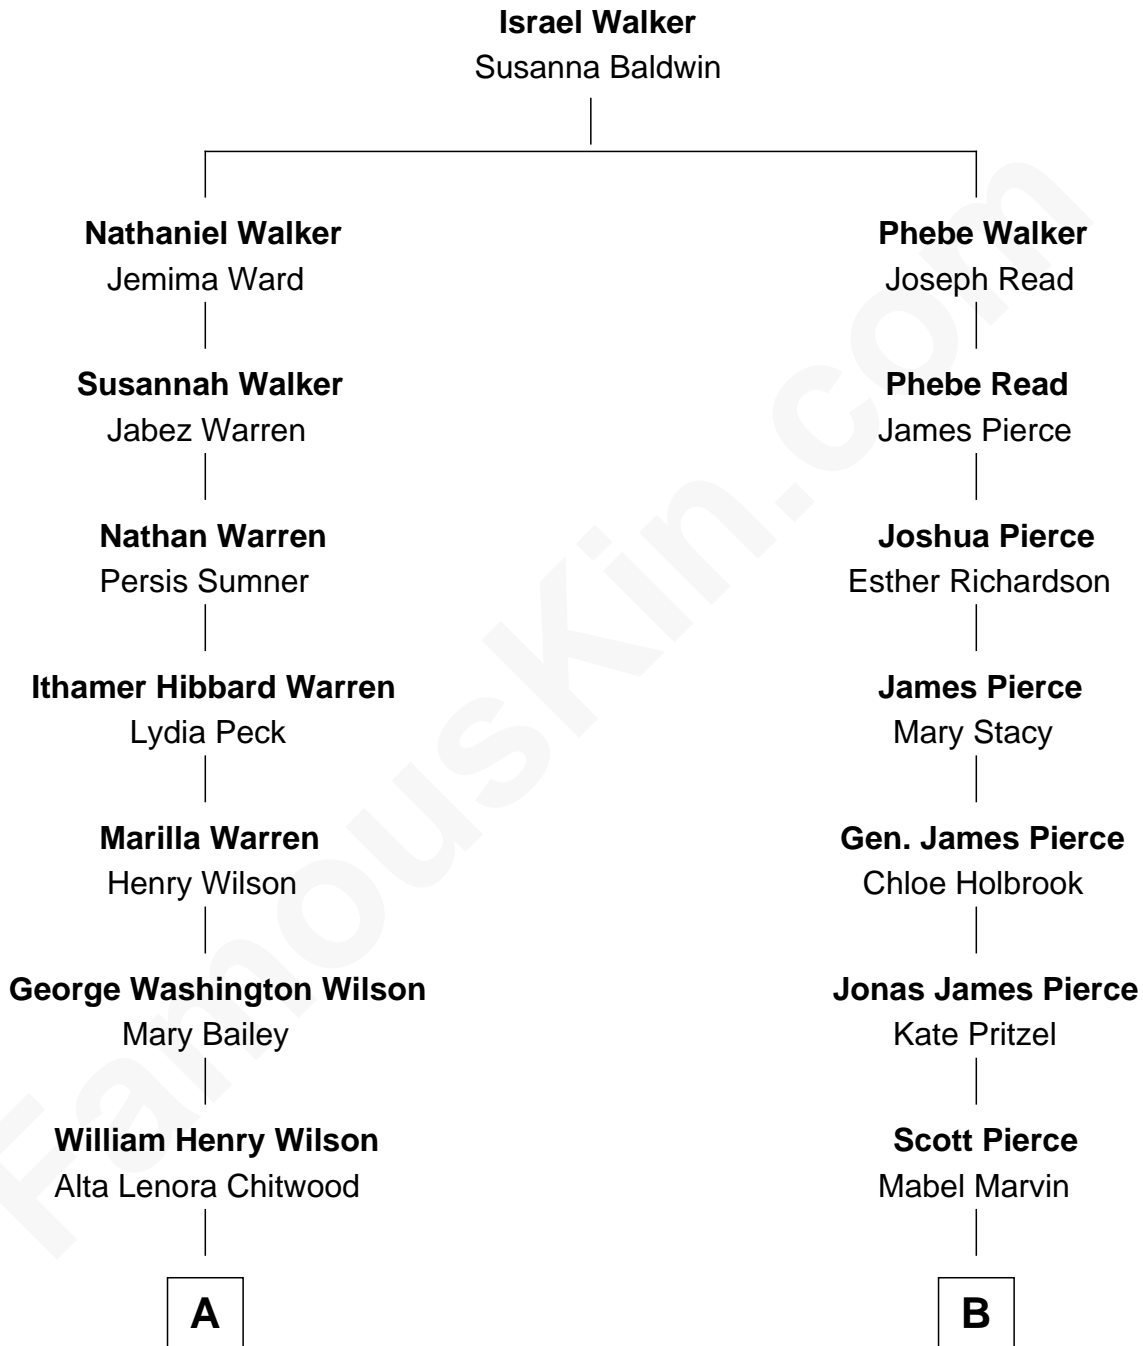 Israel Walker
Susanna Baldwin
Nathaniel Walker
Jemima Ward
Phebe Walker
Joseph Read
Susannah Walker
Jabez Warren
Phebe Read
James Pierce
Nathan Warren
Persis Sumner
Joshua Pierce
Esther Richardson
Ithamer Hibbard Warren
Lydia Peck
James Pierce
Mary Stacy
Marilla Warren
Henry Wilson
Gen. James Pierce
Chloe Holbrook
George Washington Wilson
Mary Bailey
Jonas James Pierce
Kate Pritzel
William Henry Wilson
Alta Lenora Chitwood
Scott Pierce
Mabel Marvin
A
B
FamousKin.com